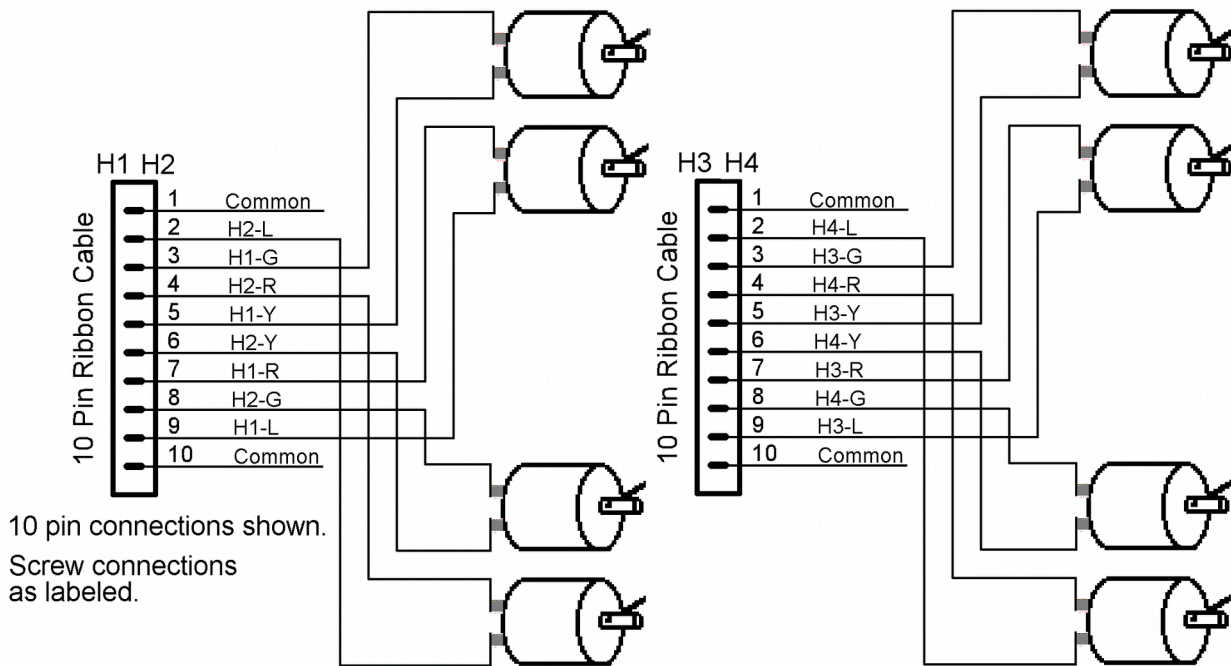 H1 H2
10 Pin Ribbon Cable
1 Common
2 H2-L
3 H1-G
4 H2-R
5 H1-Y
6 H2-Y
7 H1-R
8 H2-G
9 H1-L
10 Common
10 pin connections shown.
Screw connections
as labeled.
H3 H4
10 Pin Ribbon Cable
1 Common
2 H4-L
3 H3-G
4 H4-R
5 H3-Y
6 H4-Y
7 H3-R
8 H4-G
9 H3-L
10 Common